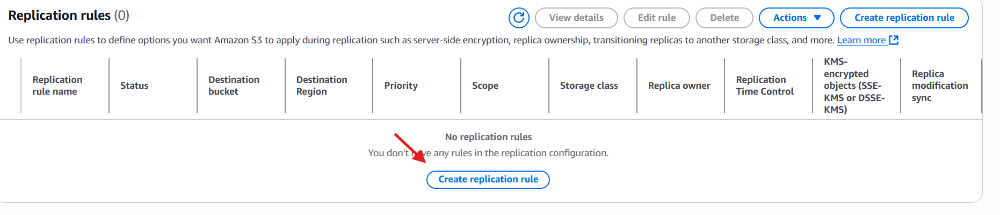 Replication rules (0)
View details
Edit rule
Delete
Actions
Create replication rule
Use replication rules to define options you want Amazon S3 to apply during replication such as server-side encryption, replica ownership, transitioning replicas to another storage class, and more. Learn more
Replication
rule name
Status
Destination
bucket
Destination
Region
Priority
Scope
Storage class
Replica owner
Replication
Time Control
KMS-
encrypted
objects (SSE-
KMS or DSSE-
KMS)
Replica
modification
sync
No replication rules
You don't have any rules in the replication configuration.
Create replication rule